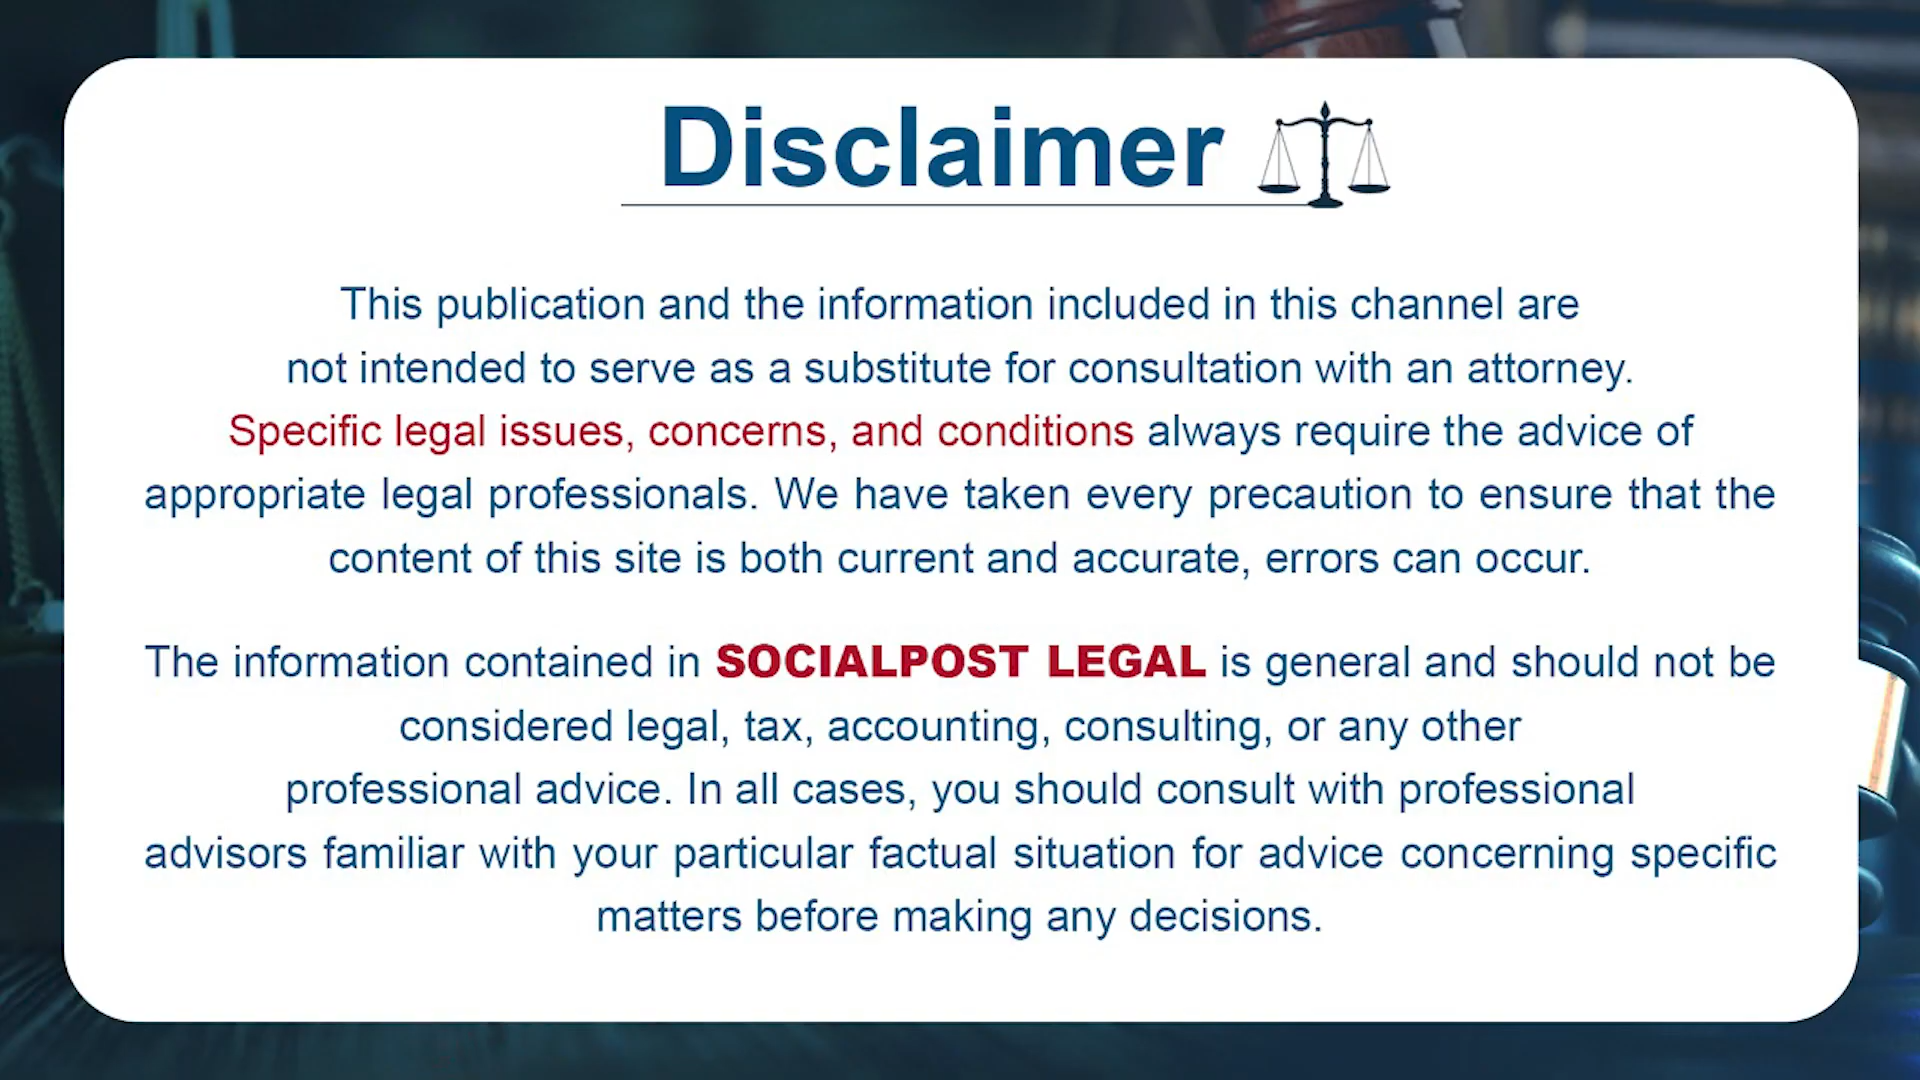 Disclaimer
This publication and the information included in this channel are
not intended to serve as a substitute for consultation with an attorney.
Specific legal issues, concerns, and conditions always require the advice of
appropriate legal professionals. We have taken every precaution to ensure that the
content of this site is both current and accurate, errors can occur.
The information contained in SOCIALPOST LEGAL is general and should not be
considered legal, tax, accounting, consulting, or any other
professional advice. In all cases, you should consult with professional
advisors familiar with your particular factual situation for advice concerning specific
matters before making any decisions.